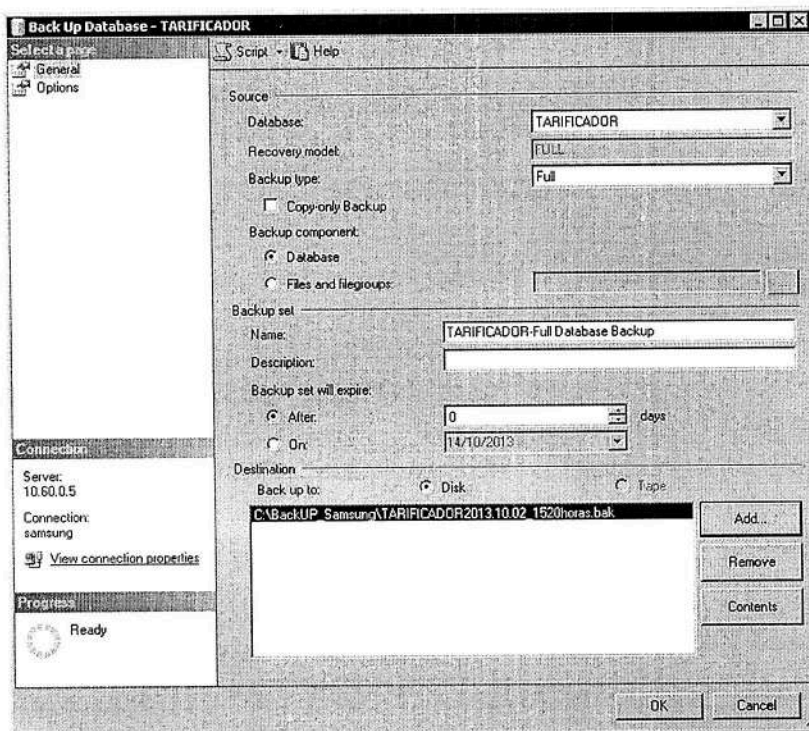 Back Up Database - TARIFICADOR
Select a page
General
Options
Script Help
Source
Database: TARIFICADOR
Recovery model: FULL
Backup type: Full
Copy-only Backup
Backup component:
Database
Files and filegroups:
...
Backup set
Name: TARIFICADOR-Full Database Backup
Description:
Backup set will expire:
After: 0 days
On: 14/10/2013
Destination
Back up to: Disk Tape
C:\BackUP_Samsung\TARIFICADOR2013.10.02_1520horas.bak
Add...
Remove
Contents
Connection
Server:
10.60.0.5
Connection:
samsung
View connection properties
Progress
Ready
OK Cancel